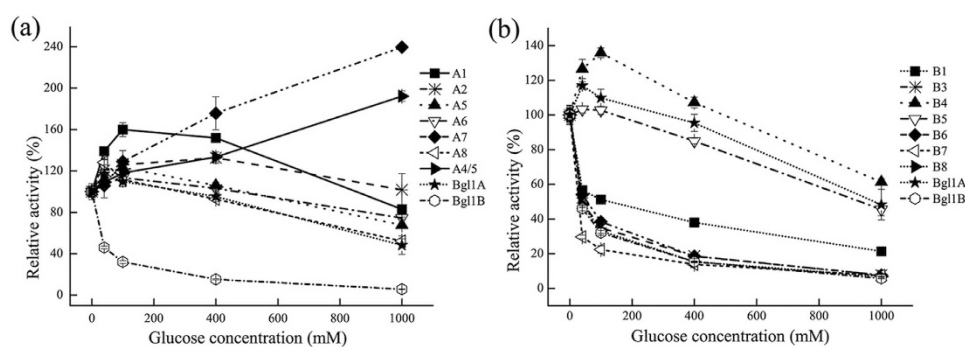 (a)
Relative activity (%)
240
200
160
120
80
40
0
0
200
400
600
800
1000
Glucose concentration (mM)
A1
A2
A5
A6
A7
A8
A4/5
Bgl1A
Bgl1B
(b)
Relative activity (%)
140
120
100
80
60
40
20
0
0
200
400
600
800
1000
Glucose concentration (mM)
B1
B3
B4
B5
B6
B7
B8
Bgl1A
Bgl1B